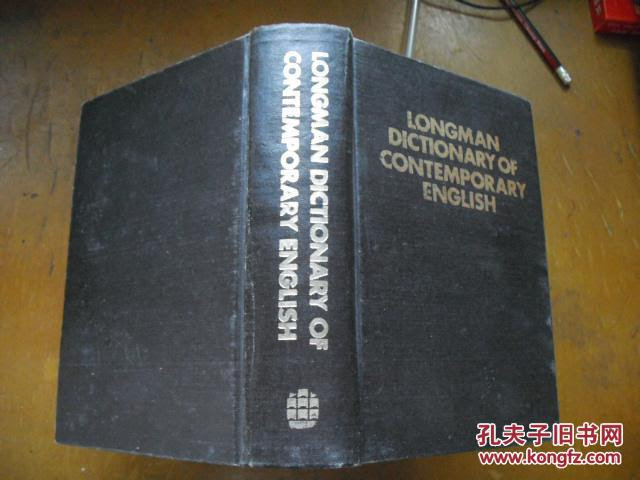 LONGMAN DICTIONARY OF
CONTEMPORARY ENGLISH
LONGMAN
DICTIONARY OF
CONTEMPORARY
ENGLISH
孔夫子旧书网
www.kongfz.com